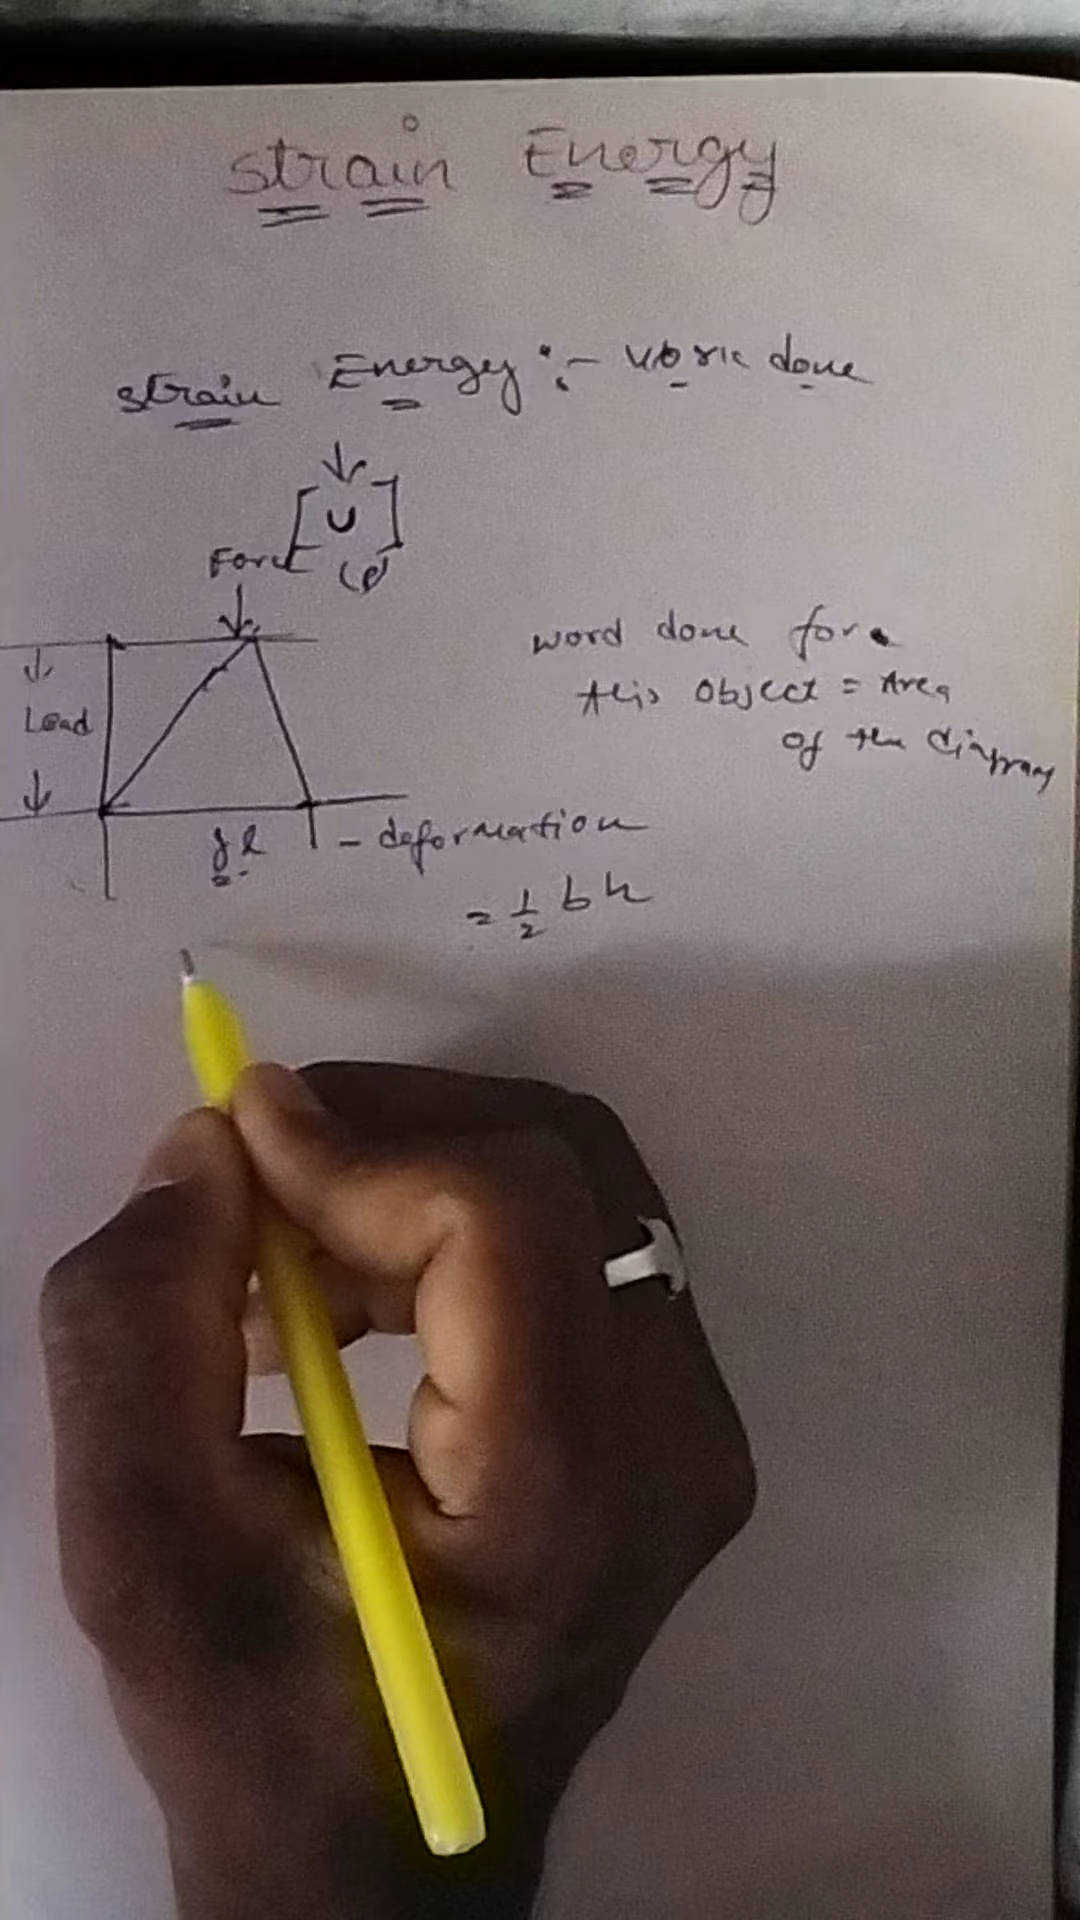 Strain Energy
strain Energy :- work done
[U]
Force (P)
Load
word done for
this object = Area
of the diagram
δl - deformation
= 1/2 b h